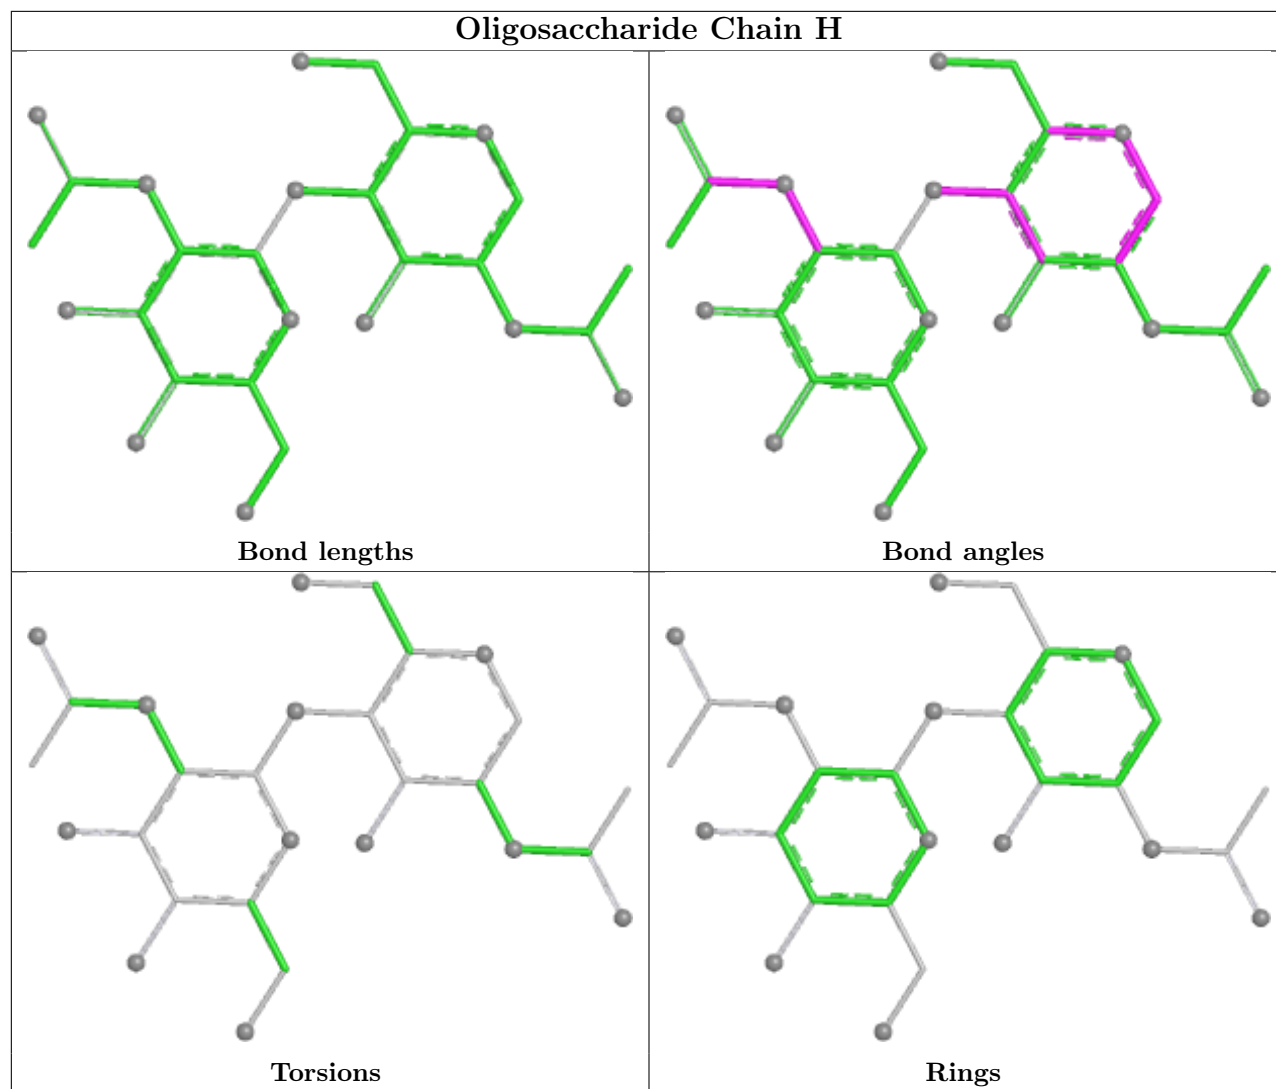 Oligosaccharide Chain H
Bond lengths
Bond angles
Torsions
Rings